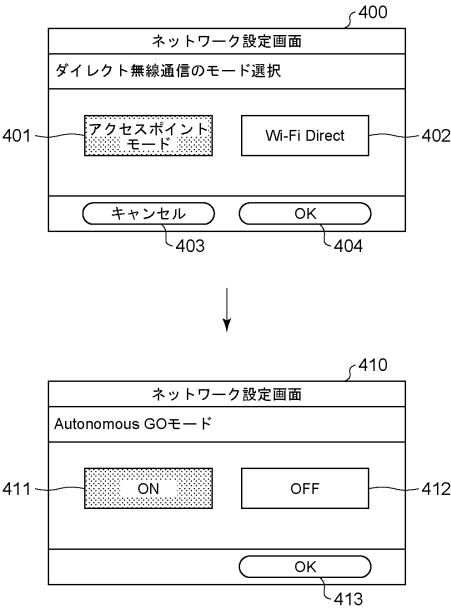 400
ネットワーク設定画面
ダイレクト無線通信のモード選択
401
アクセスポイント
モード
Wi-Fi Direct
402
キャンセル
OK
403
404
410
ネットワーク設定画面
Autonomous GOモード
411
ON
OFF
412
OK
413